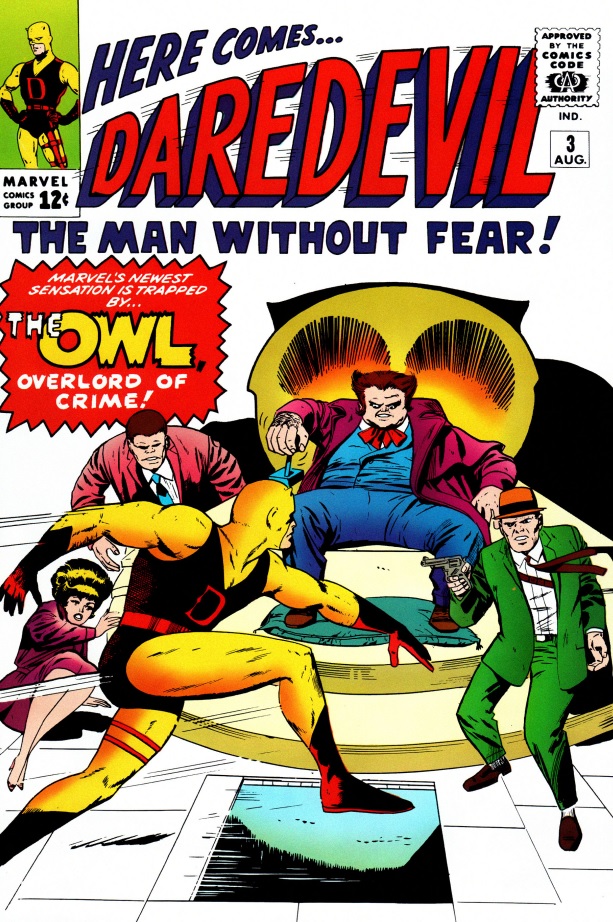 HERE COMES...
DAREDEVIL
APPROVED
BY THE
COMICS
CODE
CA
AUTHORITY
IND.
3
AUG.
D
MARVEL
COMICS
GROUP 12¢
THE MAN WITHOUT FEAR!
MARVEL'S NEWEST
SENSATION IS TRAPPED
BY...
THE OWL,
OVERLORD OF
CRIME!
D